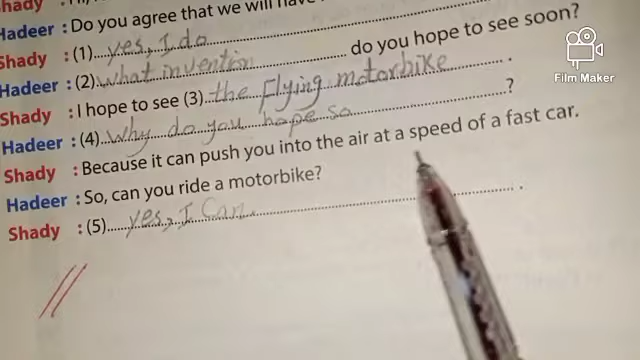 hady : 
Hadeer : Do you agree that we will have
Shady : (1) yes, I do
Hadeer : (2) what invention do you hope to see soon?
Shady : I hope to see (3) the flying motorbike .
Hadeer : (4) why do you hope so ?
Shady : Because it can push you into the air at a speed of a fast car.
Hadeer : So, can you ride a motorbike?
Shady : (5) yes, I can .
Film Maker